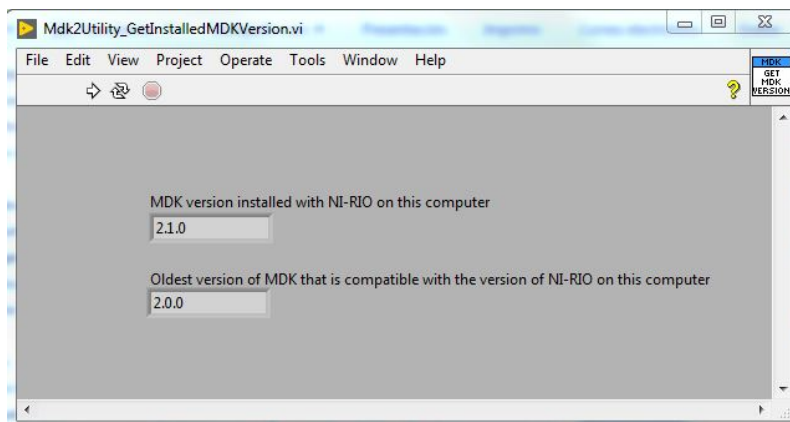 Mdk2Utility_GetInstalledMDKVersion.vi
File Edit View Project Operate Tools Window Help
MDK
GET
MDK
VERSION
MDK version installed with NI-RIO on this computer
2.1.0
Oldest version of MDK that is compatible with the version of NI-RIO on this computer
2.0.0